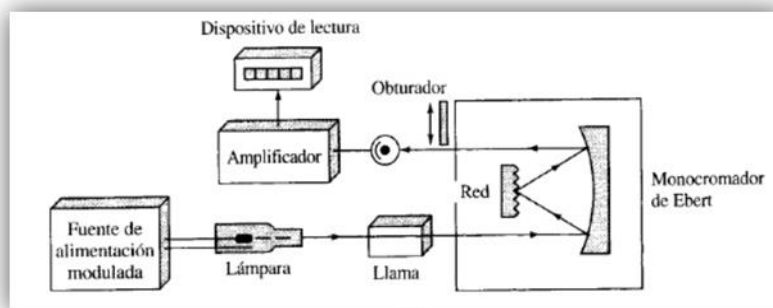 Dispositivo de lectura
Obturador
Amplificador
Red
Monocromador
de Ebert
Fuente de
alimentación
modulada
Lámpara
Llama